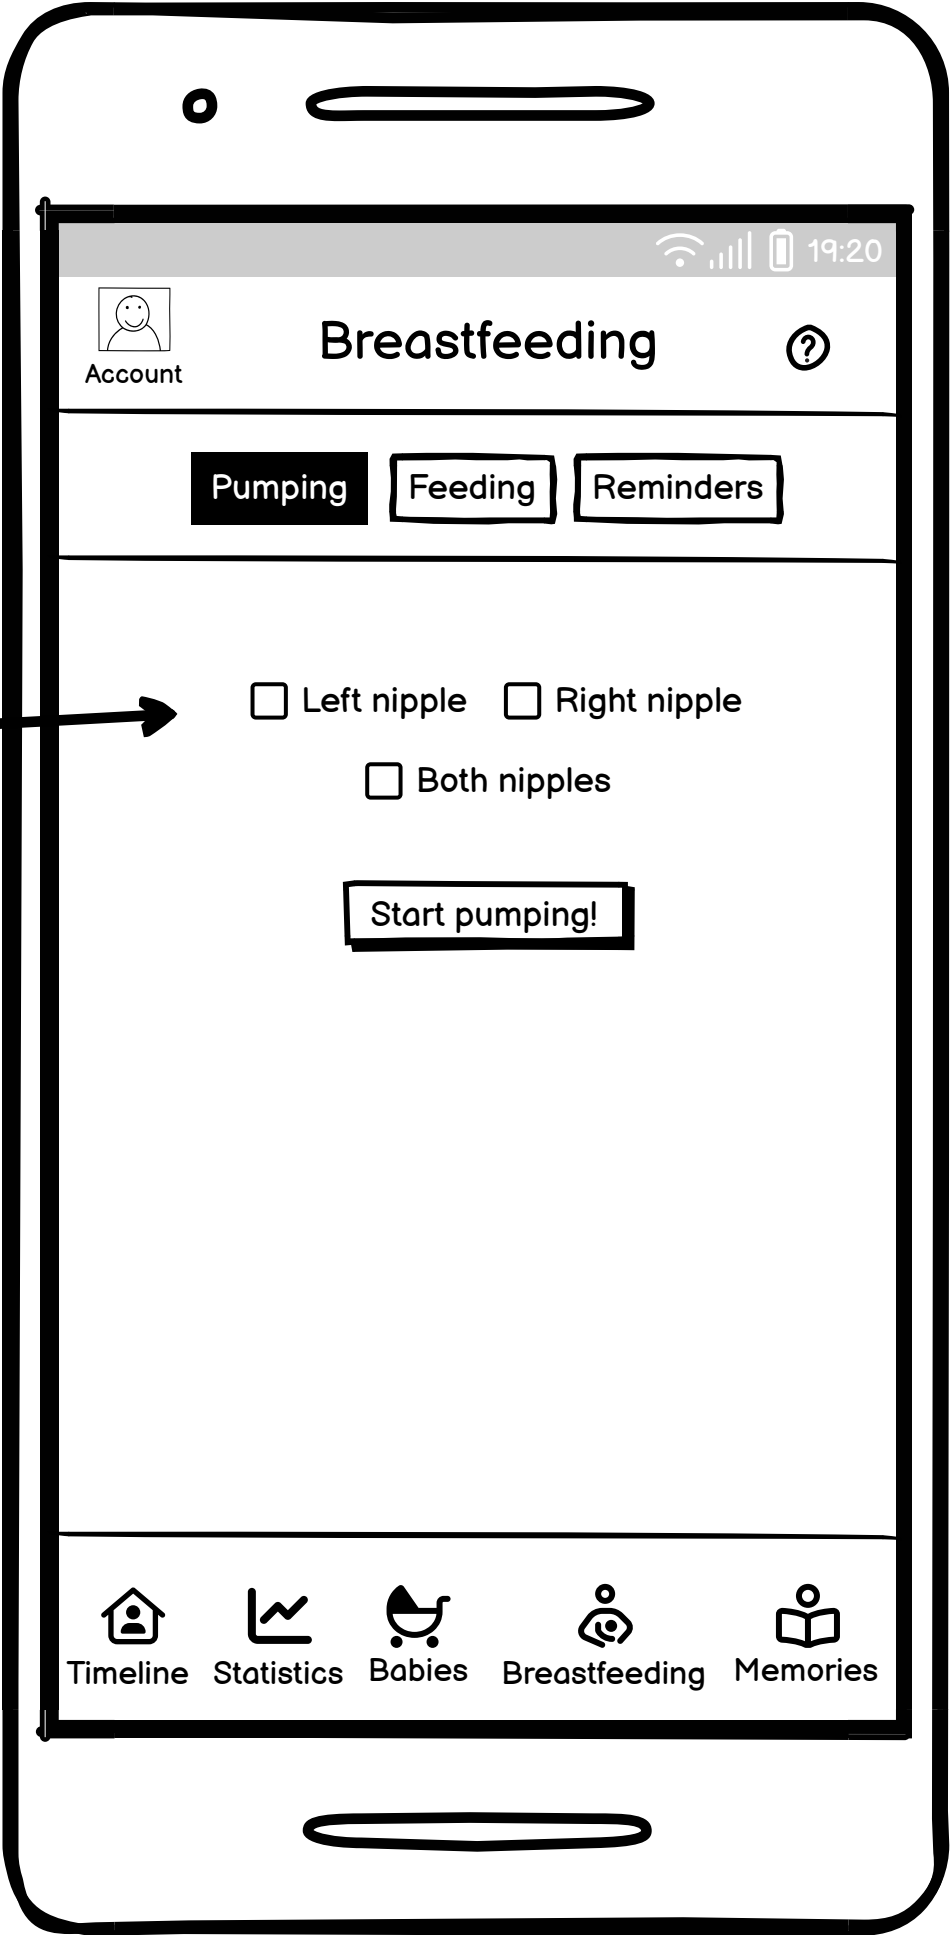 19:20
Account
Breastfeeding
?
Pumping Feeding Reminders
Left nipple Right nipple
Both nipples
Start pumping!
Timeline Statistics Babies Breastfeeding Memories